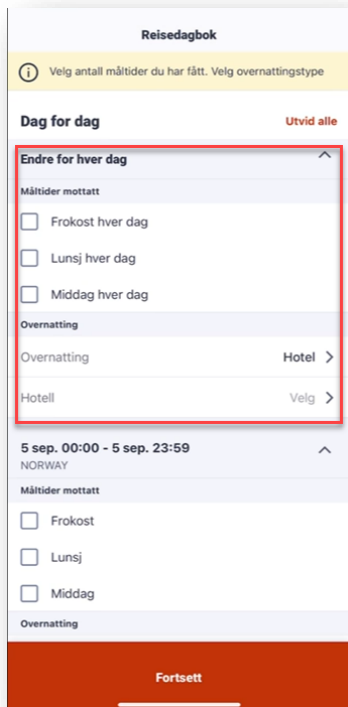 Reisedagbok
Velg antall måltider du har fått. Velg overnattingstype
Dag for dag
Utvid alle
Endre for hver dag
Måltider mottatt
Frokost hver dag
Lunsj hver dag
Middag hver dag
Overnatting
Overnatting Hotel
Hotell Velg
5 sep. 00:00 - 5 sep. 23:59
NORWAY
Måltider mottatt
Frokost
Lunsj
Middag
Overnatting
Fortsett